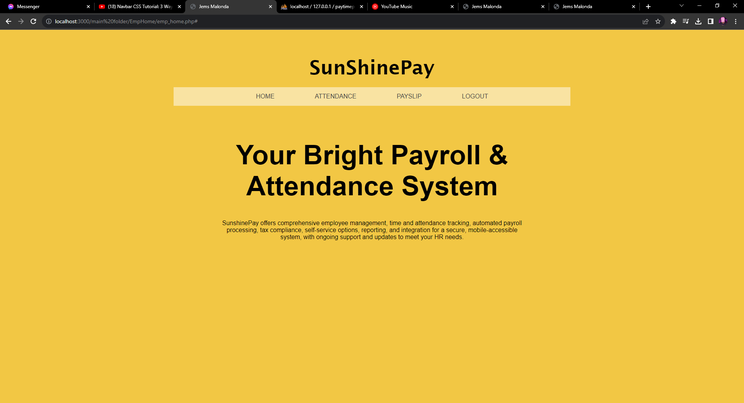 Messenger
(18) Navbar CSS Tutorial: 3 Wa
Jems Malonda
localhost / 127.0.0.1 / paytime
YouTube Music
Jems Malonda
Jems Malonda
localhost:3000/main%20folder/EmpHome/emp_home.php#
SunShinePay
HOME ATTENDANCE PAYSLIP LOGOUT
Your Bright Payroll &
Attendance System
SunshinePay offers comprehensive employee management, time and attendance tracking, automated payroll
processing, tax compliance, self-service options, reporting, and integration for a secure, mobile-accessible
system, with ongoing support and updates to meet your HR needs.